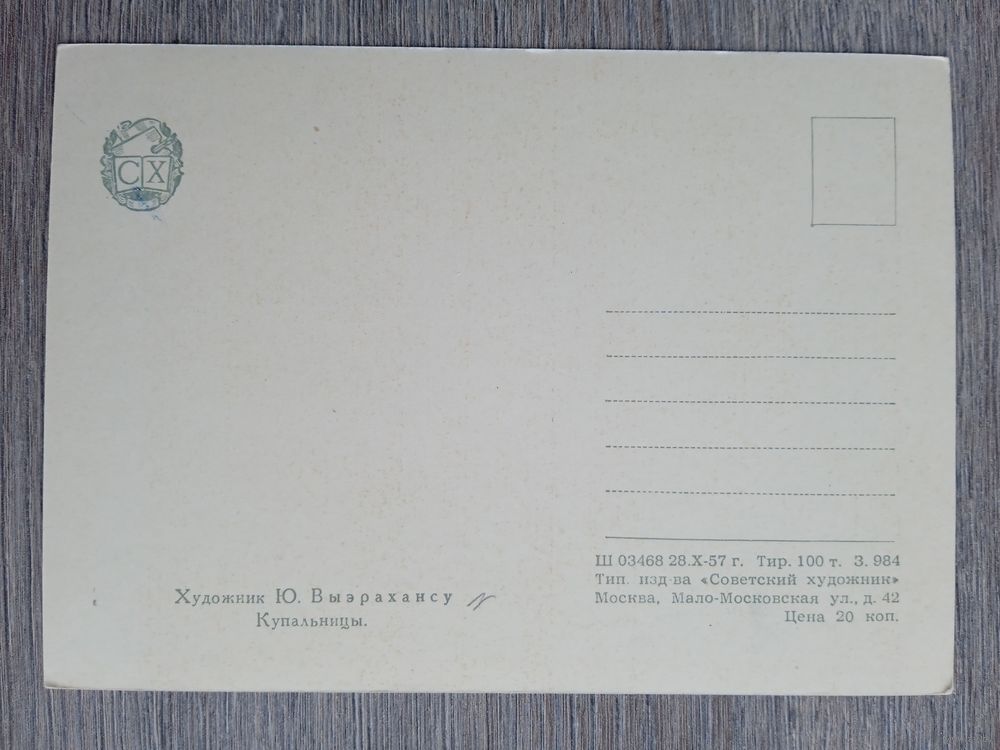 СХ
Художник Ю. Выэрахансу
Купальницы.
Ш 03468 28.X-57 г. Тир. 100 т. З. 984
Тип. изд-ва «Советский художник»
Москва, Мало-Московская ул., д. 42
Цена 20 коп.